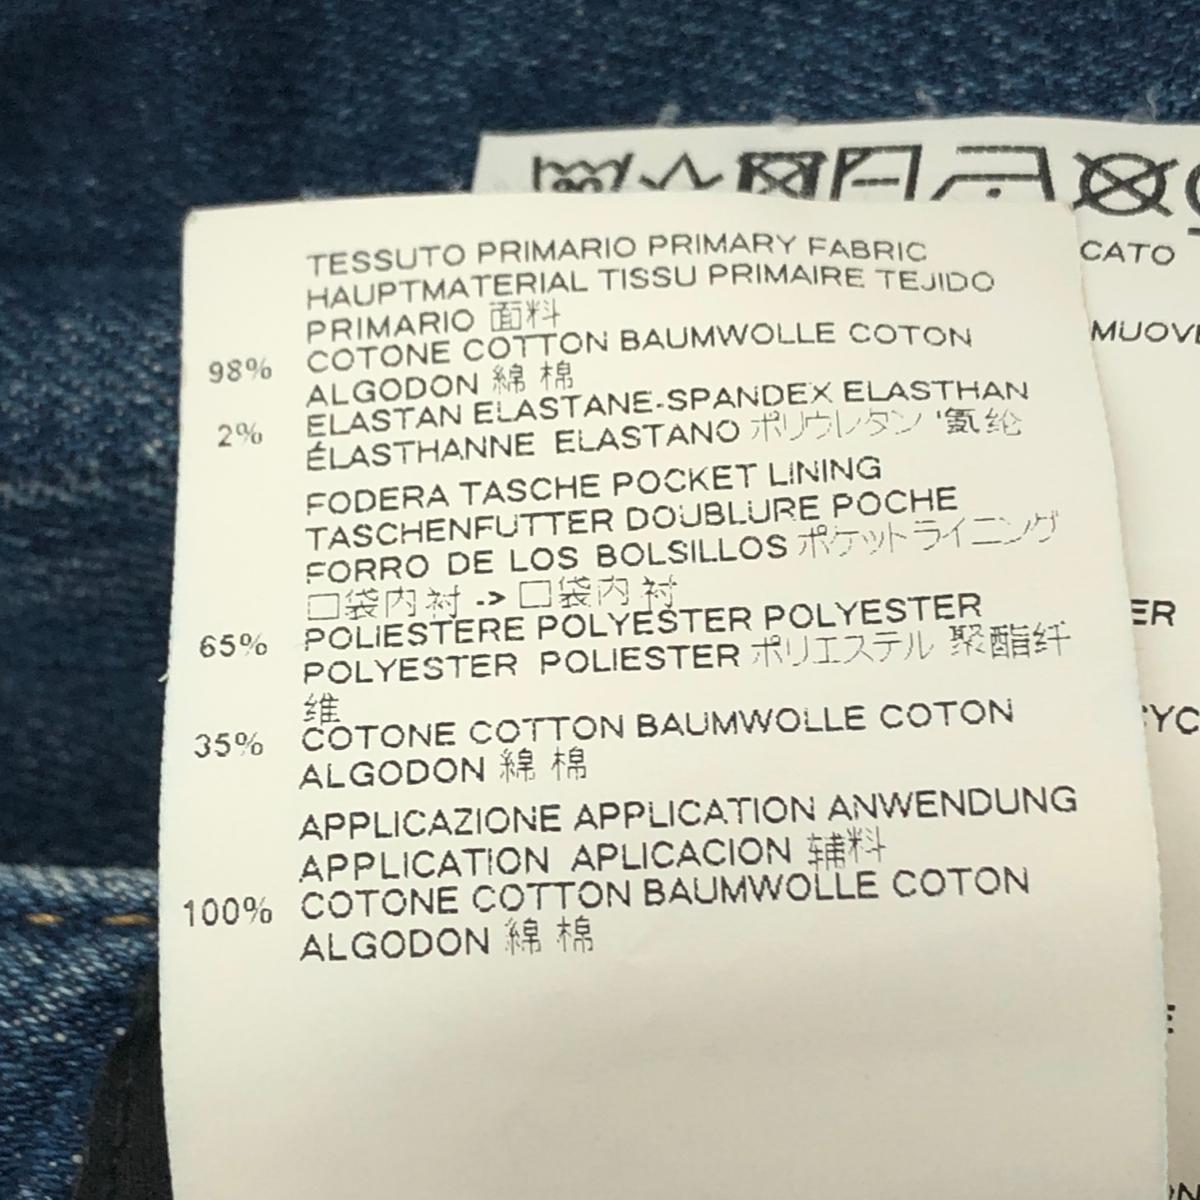 CATO
MUOVE
TESSUTO PRIMARIO PRIMARY FABRIC
HAUPTMATERIAL TISSU PRIMAIRE TEJIDO
PRIMARIO 面料
98% COTONE COTTON BAUMWOLLE COTON
ALGODON 綿 棉
2% ELASTAN ELASTANE-SPANDEX ELASTHAN
ÉLASTHANNE ELASTANO ポリウレタン '氨纶
FODERA TASCHE POCKET LINING
TASCHENFUTTER DOUBLURE POCHE
FORRO DE LOS BOLSILLOS ポケットライニング
口袋内衬 -> 口袋内衬
65% POLIESTERE POLYESTER POLYESTER
POLYESTER POLIESTER ポリエステル 聚酯纤
维
35% COTONE COTTON BAUMWOLLE COTON
ALGODON 綿 棉
APPLICAZIONE APPLICATION ANWENDUNG
APPLICATION APLICACION 辅料
100% COTONE COTTON BAUMWOLLE COTON
ALGODON 綿 棉
ER
YC